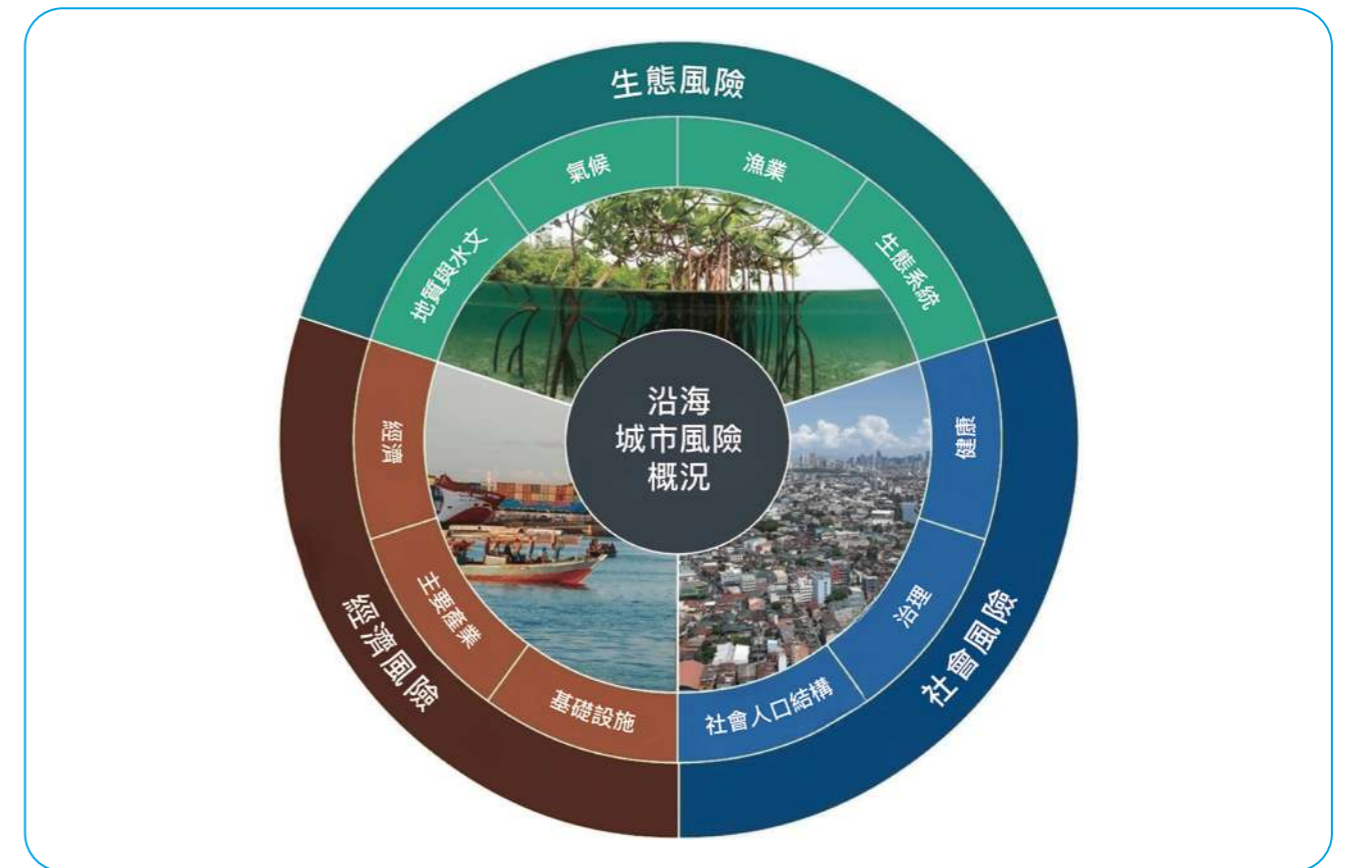 生態風險
氣候
漁業
地質與水文
生態系統
沿海
城市風險
概況
經濟
健康
主要產業
治理
基礎設施
社會人口結構
經濟風險
社會風險